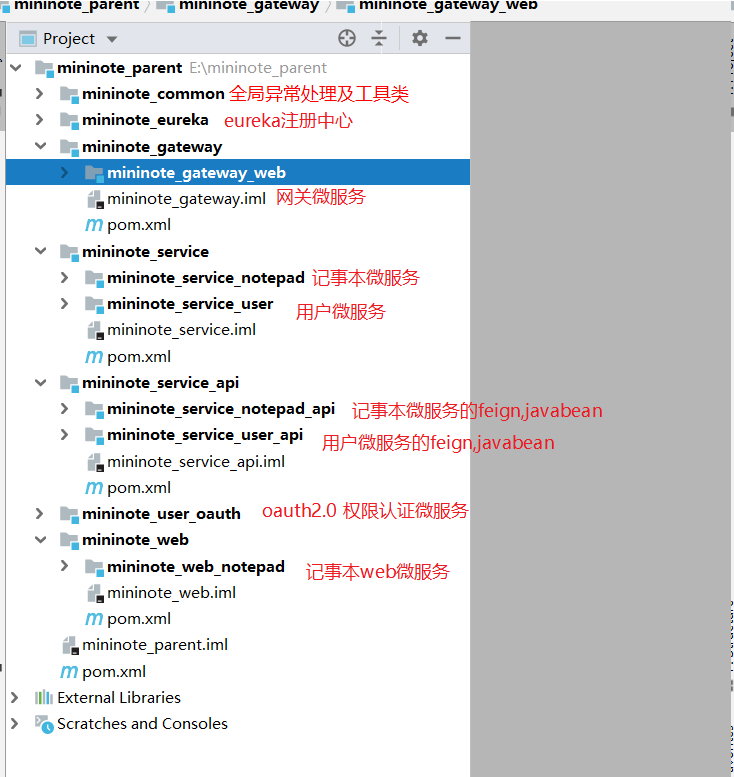 mininote_parent mininote_gateway mininote_gateway_web
Project
mininote_parent E:\mininote_parent
mininote_common 全局异常处理及工具类
mininote_eureka eureka注册中心
mininote_gateway
mininote_gateway_web
mininote_gateway.iml 网关微服务
pom.xml
mininote_service
mininote_service_notepad 记事本微服务
mininote_service_user 用户微服务
mininote_service.iml
pom.xml
mininote_service_api
mininote_service_notepad_api 记事本微服务的feign,javabean
mininote_service_user_api 用户微服务的feign,javabean
mininote_service_api.iml
pom.xml
mininote_user_oauth oauth2.0 权限认证微服务
mininote_web
mininote_web_notepad 记事本web微服务
mininote_web.iml
pom.xml
mininote_parent.iml
pom.xml
External Libraries
Scratches and Consoles